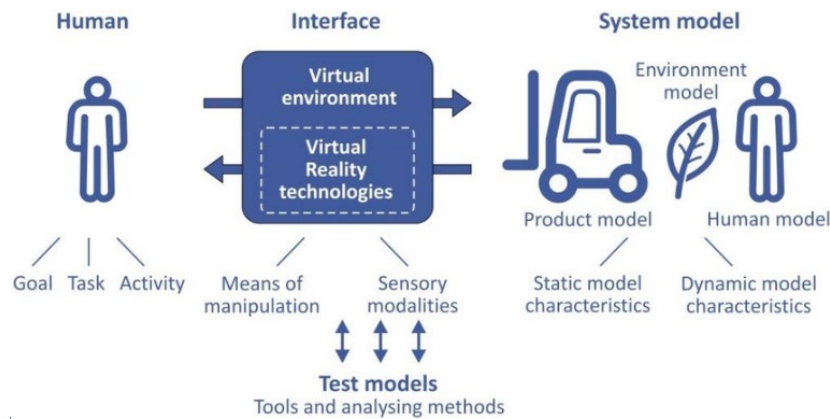 Human
Interface
System model
Virtual
environment
Virtual
Reality
technologies
Environment
model
Product model
Human model
Goal
Task
Activity
Means of
manipulation
Sensory
modalities
Static model
characteristics
Dynamic model
characteristics
Test models
Tools and analysing methods